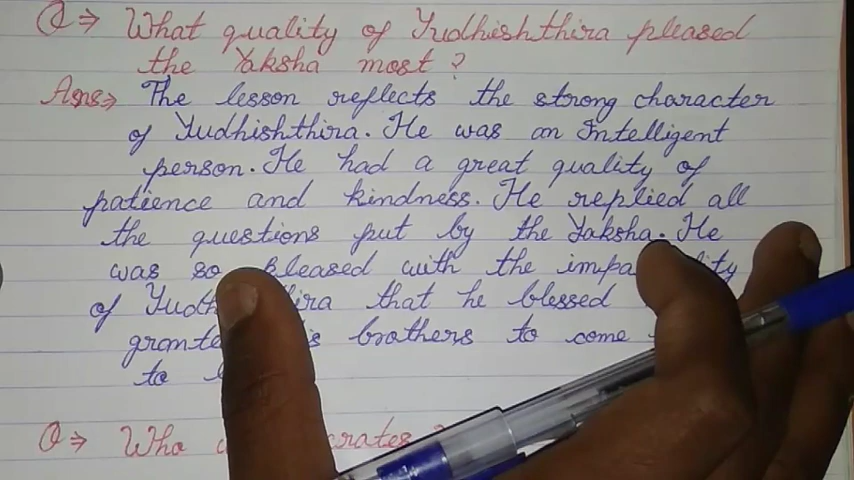 Q⇒ What quality of Yudhishthira pleased
the Yaksha most?
Ans⇒ The lesson reflects the strong character
of Yudhishthira. He was an Intelligent
person. He had a great quality of
patience and kindness. He replied all
the questions put by the Yaksha. He
was so pleased with the
of that he blessed
brothers to come
to
Q⇒ Who